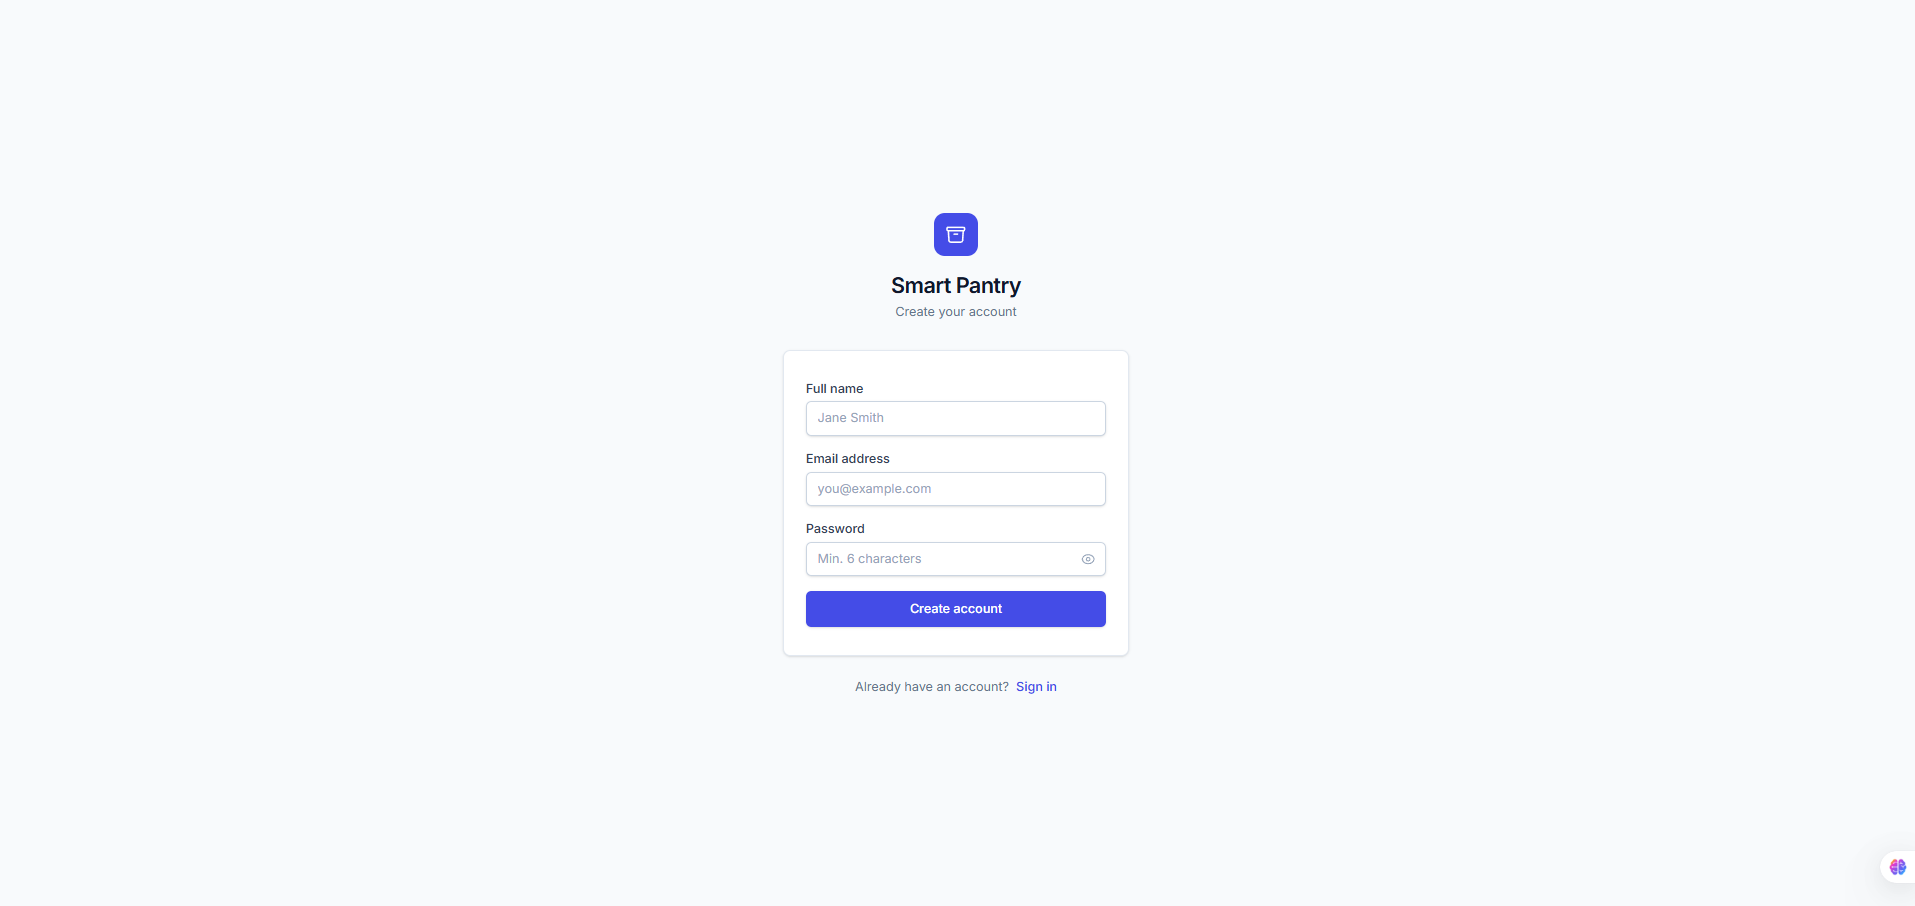 Smart Pantry
Create your account
Full name
Jane Smith
Email address
you@example.com
Password
Min. 6 characters
Create account
Already have an account? Sign in